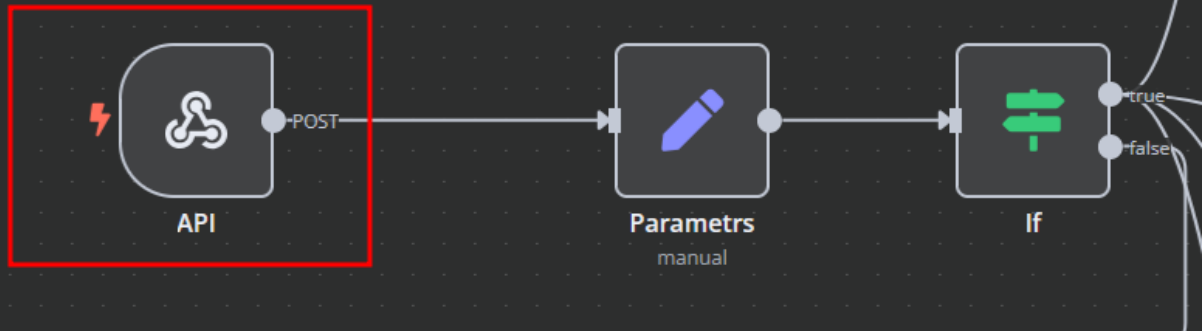 POST
true
false
API
Parametrs
If
manual